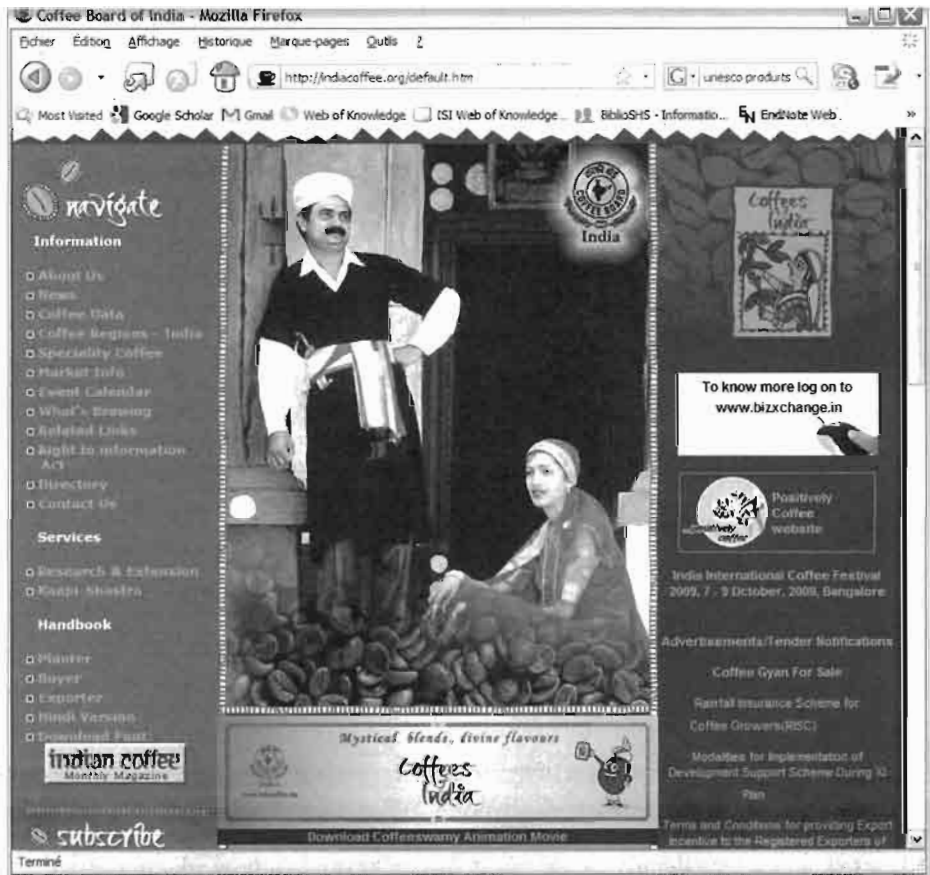 Coffee Board of India - Mozilla Firefox
Fichier Édition Affichage Historique Marque-pages Outils ?
http://indiacoffee.org/default.htm
G unesco produits
Most Visited Google Scholar Gmail Web of Knowledge ISI Web of Knowledge... BiblioSHS - Informatio... EN EndNote Web. »
navigate
Information
About Us
News
Coffee Data
Coffee Regions - India
Speciality Coffee
Market Info
Event Calendar
What's Brewing
Related Links
Right to information
Act
Directory
Contact Us
Services
Research & Extension
Kaapi Shastra
Handbook
Planter
Buyer
Exporter
Hindi Version
Download Font
indian coffee
Monthly Magazine
subscribe
COFFEE BOARD
India
Mystical blends, divine flavours
Coffees
India
Download Coffeeswamy Animation Movie
Coffees
India
To know more log on to
www.bizxchange.in
Positively
coffee
Positively
Coffee
website
India International Coffee Festival
2009, 7 - 9 October, 2009, Bangalore
Advertisements/Tender Notifications
Coffee Gyan For Sale
Rainfall Insurance Scheme for
Coffee Growers(RISC)
Modalities for Implementation of
Development Support Scheme During XI
Plan
Terms and Conditions for providing Export
Incentive to the Registered Exporters of
Terminé